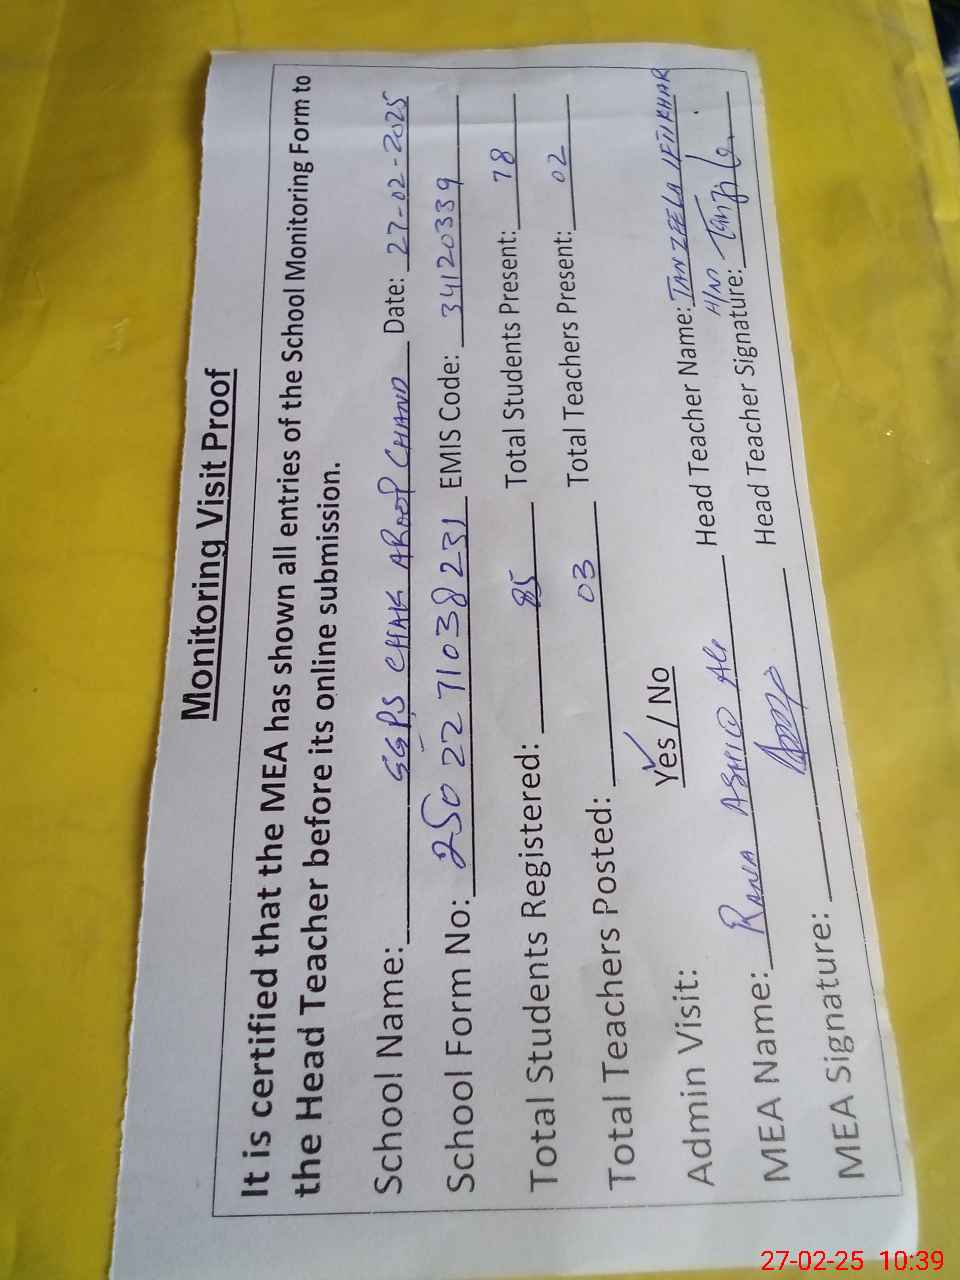 Monitoring Visit Proof
It is certified that the MEA has shown all entries of the School Monitoring Form to
the Head Teacher before its online submission.
School Name: GGPS CHAK AROOP CHAND Date: 27-02-2025
School Form No: 2502271038231 EMIS Code: 34120339
Total Students Registered: 85 Total Students Present: 78
Total Teachers Posted: 03 Total Teachers Present: 02
Admin Visit: Yes / No
MEA Name: RANA ASHIQ Ali Head Teacher Name: TANZEELA IFTIKHAR
H/M
MEA Signature: Head Teacher Signature: Tanzila
27-02-25 10:39